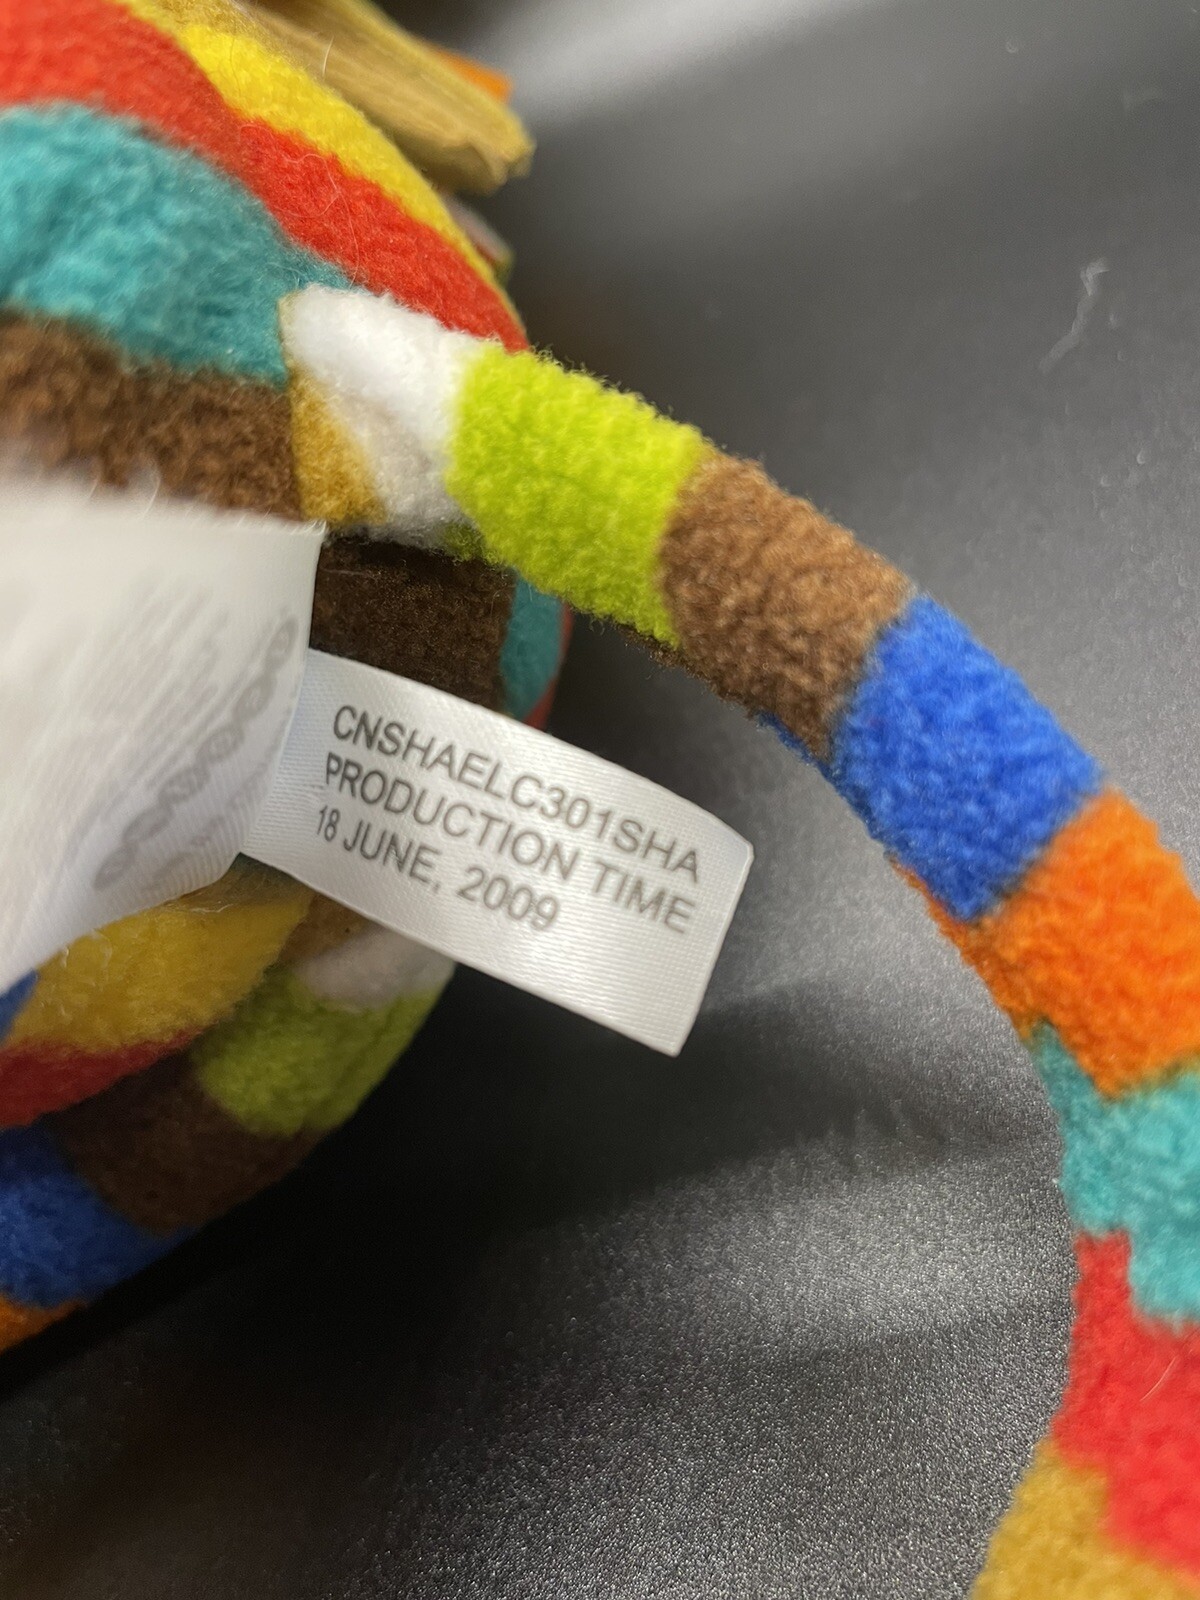 CNSHAELC301SHA
PRODUCTION TIME
18 JUNE, 2009